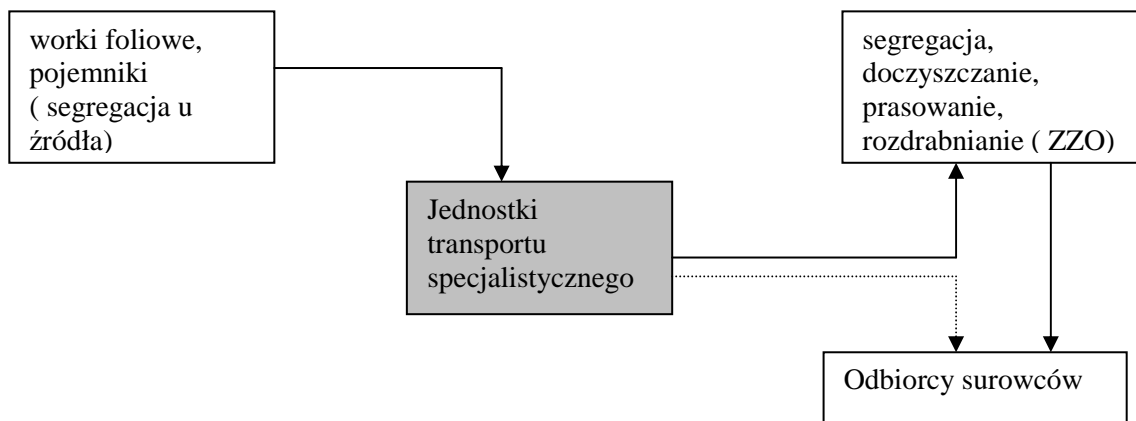 worki foliowe,
pojemniki
( segregacja u
źródła)
segregacja,
doczyszczanie,
prasowanie,
rozdrabnianie ( ZZO)
Jednostki
transportu
specjalistycznego
Odbiorcy surowców